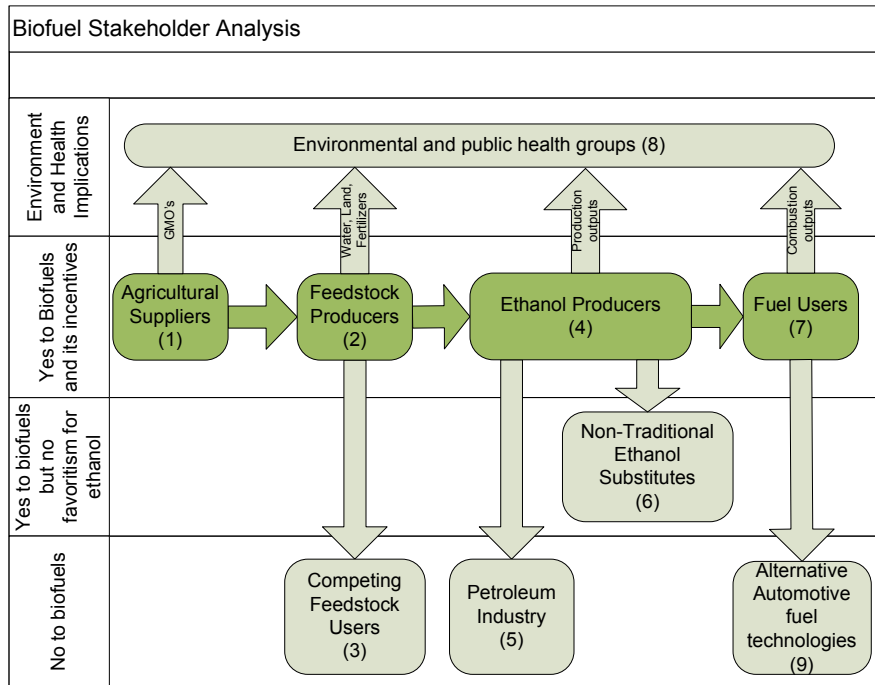 Biofuel Stakeholder Analysis
Environment
and Health
Implications
Environmental and public health groups (8)
GMO's
Water, Land,
Fertilizers
Production
outputs
Combustion
outputs
Yes to Biofuels
and its incentives
Agricultural
Suppliers
(1)
Feedstock
Producers
(2)
Ethanol Producers
(4)
Fuel Users
(7)
Yes to biofuels
but no
favoritism for
ethanol
Non-Traditional
Ethanol
Substitutes
(6)
No to biofuels
Competing
Feedstock
Users
(3)
Petroleum
Industry
(5)
Alternative
Automotive
fuel
technologies
(9)